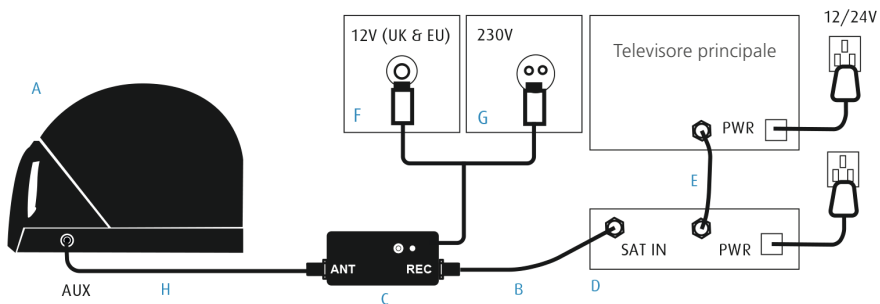 12/24V
12V (UK & EU)
230V
Televisore principale
A
F
G
PWR
E
SAT IN
PWR
ANT
REC
AUX
H
C
B
D